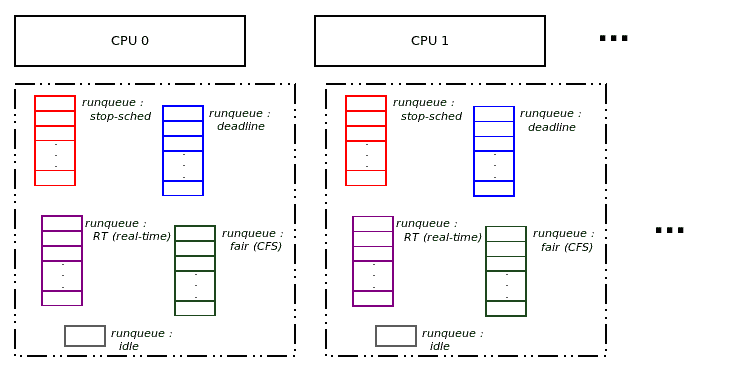 CPU 0
CPU 1
...
runqueue :
stop-sched
runqueue :
deadline
runqueue :
RT (real-time)
runqueue :
fair (CFS)
runqueue :
idle
runqueue :
stop-sched
runqueue :
deadline
runqueue :
RT (real-time)
runqueue :
fair (CFS)
runqueue :
idle
...